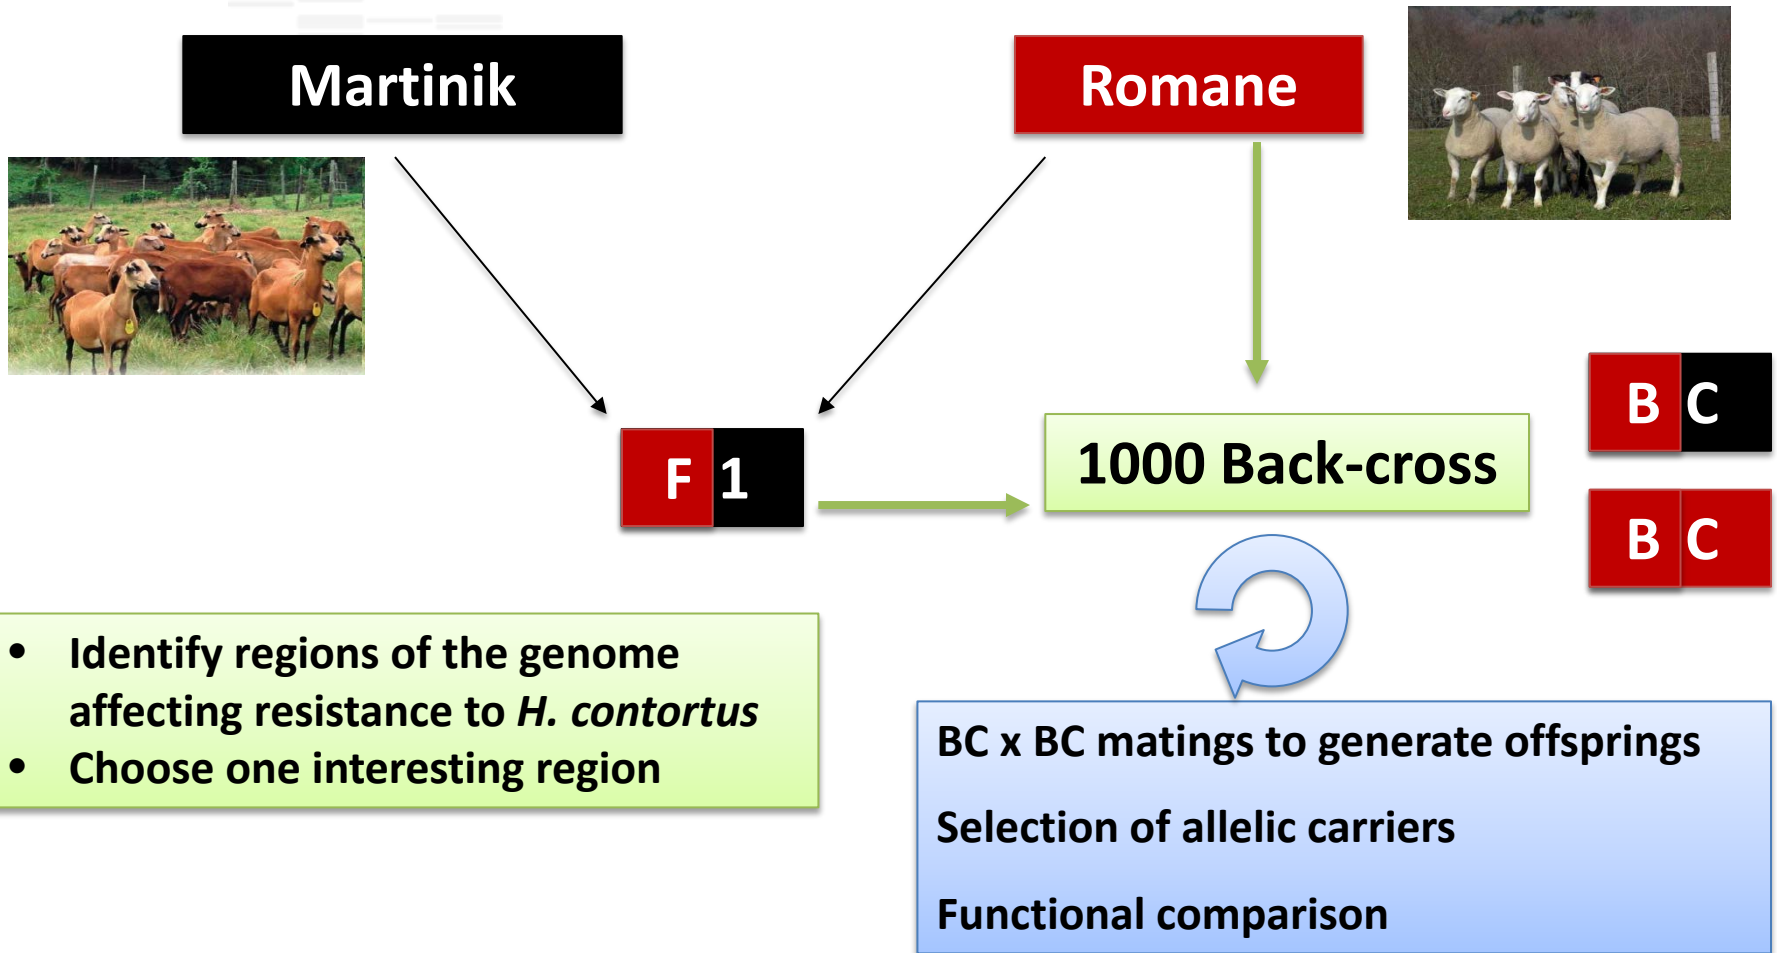 Martinik
Romane
F 1
1000 Back-cross
B C
B C
• Identify regions of the genome
affecting resistance to H. contortus
• Choose one interesting region
BC x BC matings to generate offsprings
Selection of allelic carriers
Functional comparison